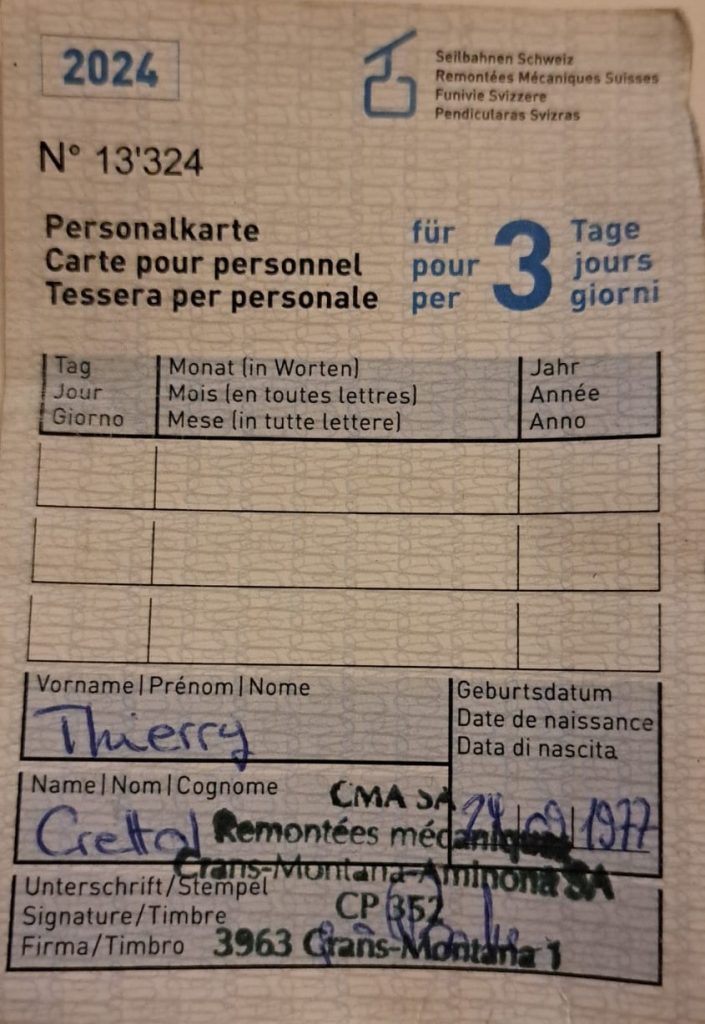 2024
Seilbahnen Schweiz
Remontées Mécaniques Suisses
Funivie Svizzere
Pendicularas Svizras
N° 13'324
Personalkarte
Carte pour personnel
Tessera per personale
für
pour
per
3
Tage
jours
giorni
Tag
Jour
Giorno
Monat (in Worten)
Mois (en toutes lettres)
Mese (in tutte lettere)
Jahr
Année
Anno
Vorname|Prénom|Nome
Thierry
Geburtsdatum
Date de naissance
Data di nascita
24 09 1977
Name|Nom|Cognome
Crettol
CMA SA
Remontées mécaniques
Crans-Montana-Aminona SA
CP 352
3963 Crans-Montana 1
Unterschrift/Stempel
Signature/Timbre
Firma/Timbro